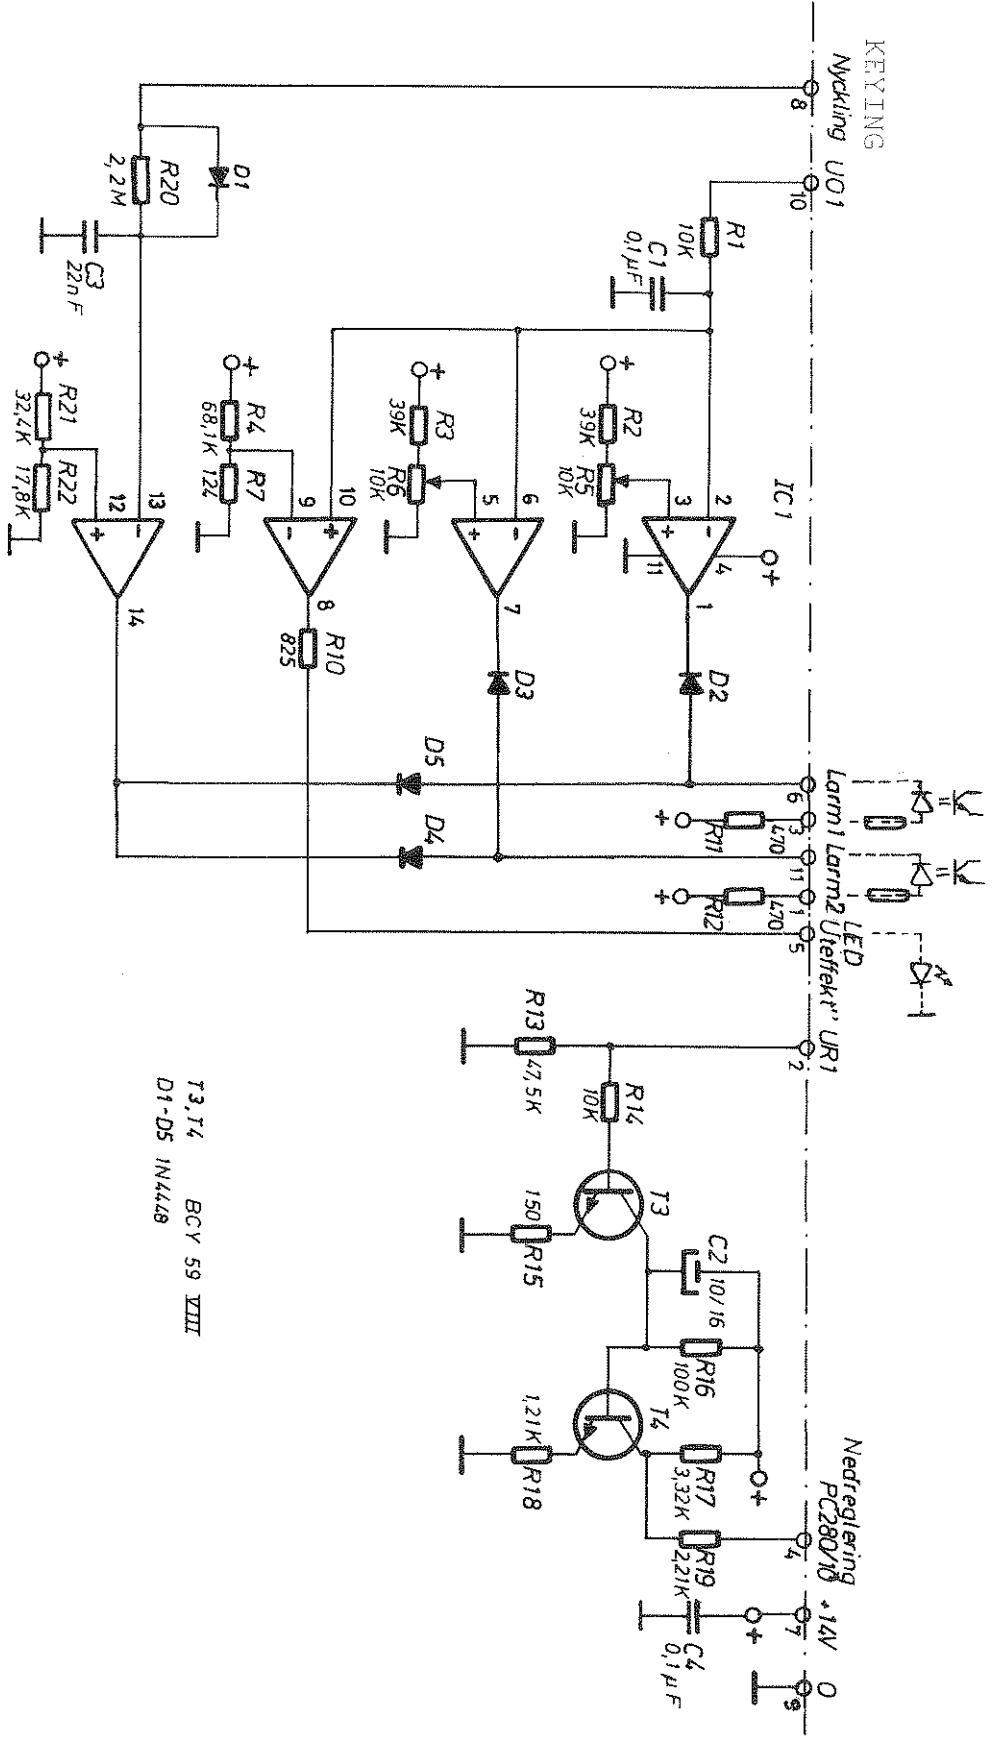 KEYING
Nyckling
8
UO1
10
Larm1
6
3
Larm2
11
1
LED
Uteffekt"
5
UR1
2
Nedreglering
PC280/10
4
+14V
7
0
9
R1
10K
C1
0,1µF
D1
R20
2,2M
C3
22nF
IC1
+
R2
39K
R5
10K
2
3
-
+
4
+
11
1
D2
+
R3
39K
R6
10K
6
5
-
+
7
D3
+
R4
68,1K
R7
124
10
9
+
-
8
R10
825
+
R21
32,4K
R22
17,8K
13
12
-
+
14
D5
D4
470
R11
+
470
R12
+
R13
47,5K
R14
10K
T3
150
R15
C2
10/16
R16
100K
T4
1,21K
R18
R17
3,32K
+
R19
2,21K
+
C4
0,1µF
T3,T4 BCY 59 VIII
D1-D5 1N4448